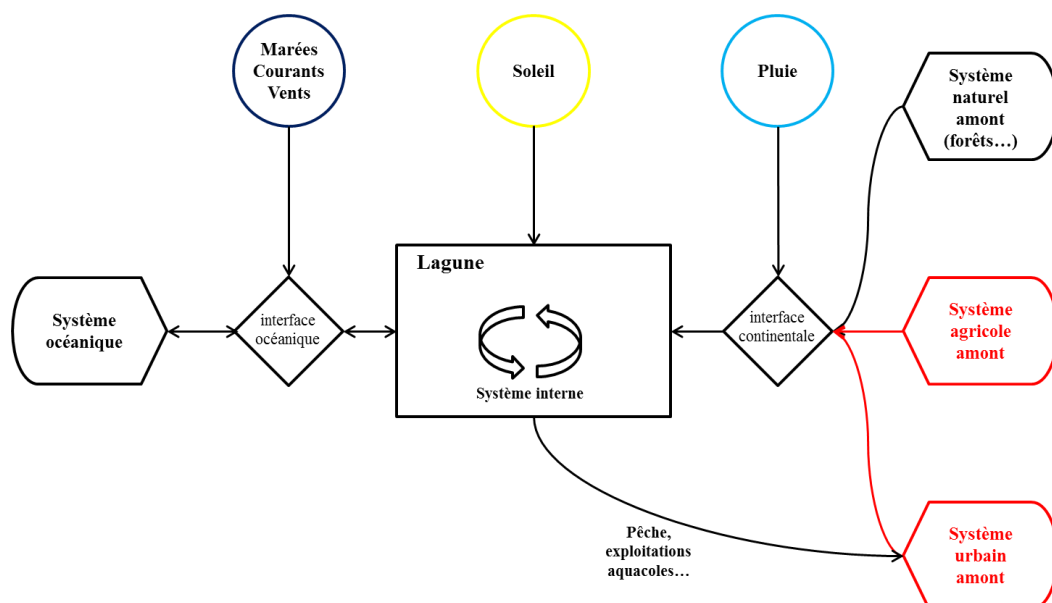 Marées
Courants
Vents
Soleil
Pluie
Système
naturel
amont
(forêts…)
Lagune
Système
océanique
interface
océanique
Système interne
interface
continentale
Système
agricole
amont
Pêche,
exploitations
aquacoles…
Système
urbain
amont